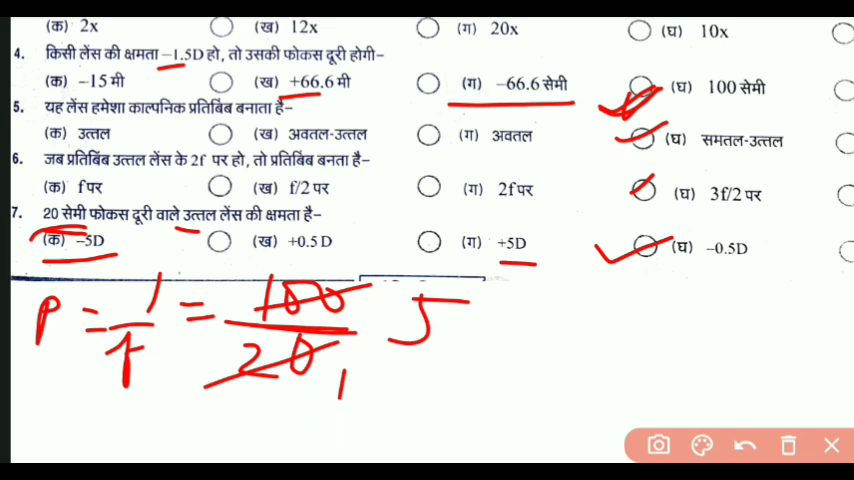 (क) 2x (ख) 12x (ग) 20x (घ) 10x
4. किसी लेंस की क्षमता –1.5D हो, तो उसकी फोकस दूरी होगी–
(क) –15 मी (ख) +66.6 मी (ग) –66.6 सेमी (घ) 100 सेमी
5. यह लेंस हमेशा काल्पनिक प्रतिबिंब बनाता है–
(क) उत्तल (ख) अवतल-उत्तल (ग) अवतल (घ) समतल-उत्तल
6. जब प्रतिबिंब उत्तल लेंस के 2f पर हो, तो प्रतिबिंब बनता है–
(क) f पर (ख) f/2 पर (ग) 2f पर (घ) 3f/2 पर
7. 20 सेमी फोकस दूरी वाले उत्तल लेंस की क्षमता है–
(क) –5D (ख) +0.5 D (ग) +5D (घ) –0.5D
P = 1/f = 100/20 5
1